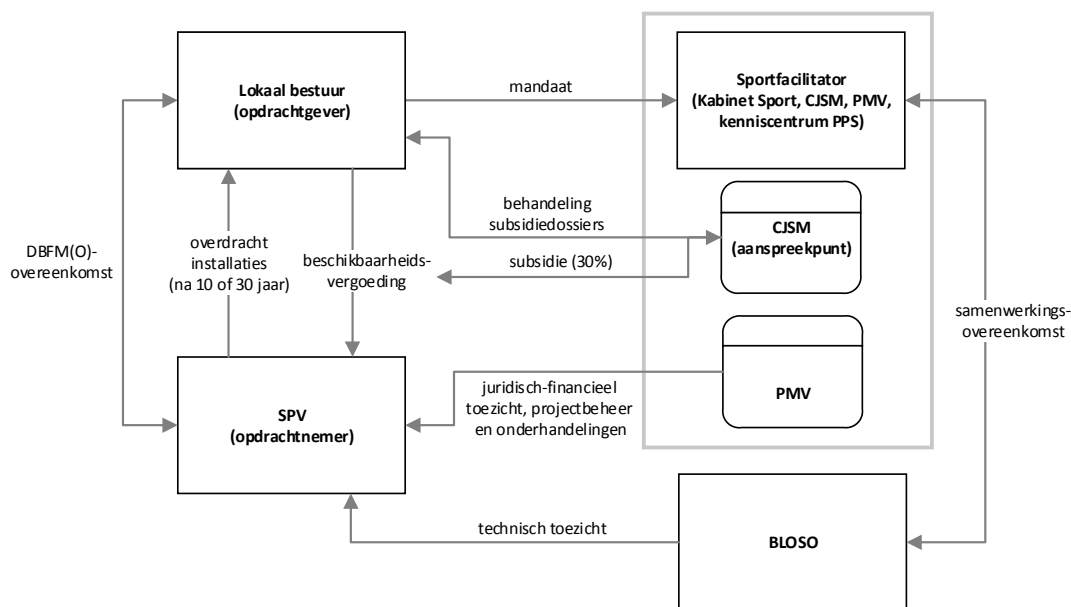 Lokaal bestuur
(opdrachtgever)
mandaat
Sportfacilitator
(Kabinet Sport, CJSM, PMV,
kenniscentrum PPS)
behandeling
subsidiedossiers
CJSM
(aanspreekpunt)
DBFM(O)-
overeenkomst
overdracht
installaties
(na 10 of 30 jaar)
beschikbaarheids-
vergoeding
subsidie (30%)
samenwerkings-
overeenkomst
SPV
(opdrachtnemer)
juridisch-financieel
toezicht, projectbeheer
en onderhandelingen
PMV
technisch toezicht
BLOSO